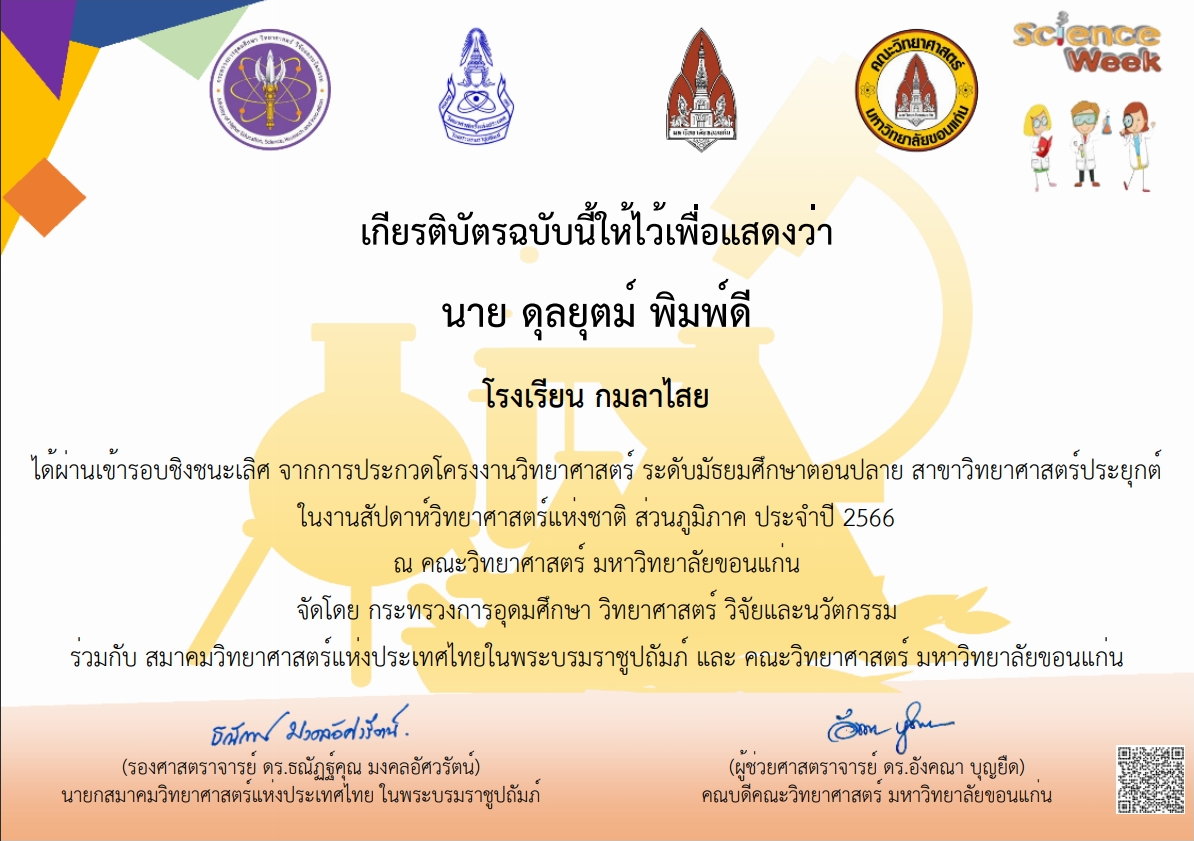 Science
Week
คณะวิทยาศาสตร์
มหาวิทยาลัยขอนแก่น
มหาวิทยาลัยขอนแก่น
เกียรติบัตรฉบับนี้ให้ไว้เพื่อแสดงว่า
นาย ดุลยุตม์ พิมพ์ดี
โรงเรียน กมลาไสย
ได้ผ่านเข้ารอบชิงชนะเลิศ จากการประกวดโครงงานวิทยาศาสตร์ ระดับมัธยมศึกษาตอนปลาย สาขาวิทยาศาสตร์ประยุกต์
ในงานสัปดาห์วิทยาศาสตร์แห่งชาติ ส่วนภูมิภาค ประจำปี 2566
ณ คณะวิทยาศาสตร์ มหาวิทยาลัยขอนแก่น
จัดโดย กระทรวงการอุดมศึกษา วิทยาศาสตร์ วิจัยและนวัตกรรม
ร่วมกับ สมาคมวิทยาศาสตร์แห่งประเทศไทยในพระบรมราชูปถัมภ์ และ คณะวิทยาศาสตร์ มหาวิทยาลัยขอนแก่น
(รองศาสตราจารย์ ดร.ธณัฏฐ์คุณ มงคลอัศวรัตน์)
นายกสมาคมวิทยาศาสตร์แห่งประเทศไทย ในพระบรมราชูปถัมภ์
(ผู้ช่วยศาสตราจารย์ ดร.อังคณา บุญยืด)
คณบดีคณะวิทยาศาสตร์ มหาวิทยาลัยขอนแก่น